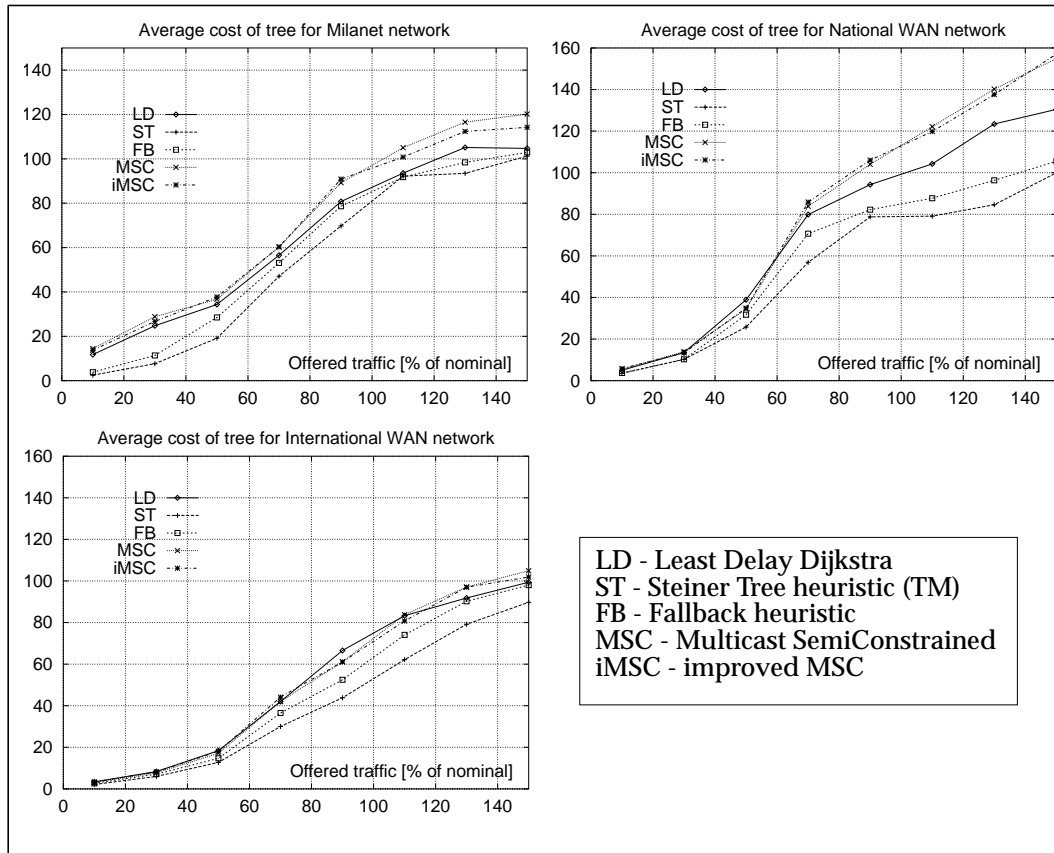 Average cost of tree for Milanet network
140
120
100
80
60
40
20
0
LD
ST
FB
MSC
iMSC
Offered traffic [% of nominal]
0 20 40 60 80 100 120 140
Average cost of tree for National WAN network
160
140
120
100
80
60
40
20
0
LD
ST
FB
MSC
iMSC
Offered traffic [% of nominal]
0 20 40 60 80 100 120 140
Average cost of tree for International WAN network
160
140
120
100
80
60
40
20
0
LD
ST
FB
MSC
iMSC
Offered traffic [% of nominal]
0 20 40 60 80 100 120 140
LD - Least Delay Dijkstra
ST - Steiner Tree heuristic (TM)
FB - Fallback heuristic
MSC - Multicast SemiConstrained
iMSC - improved MSC